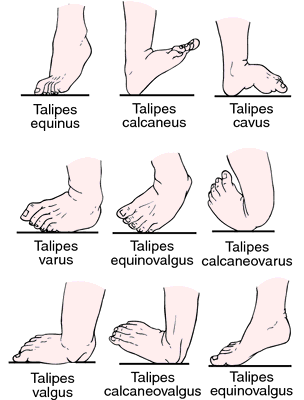 Talipes equinus
Talipes calcaneus
Talipes cavus
Talipes varus
Talipes equinovalgus
Talipes calcaneovarus
Talipes valgus
Talipes calcaneovalgus
Talipes equinovalgus